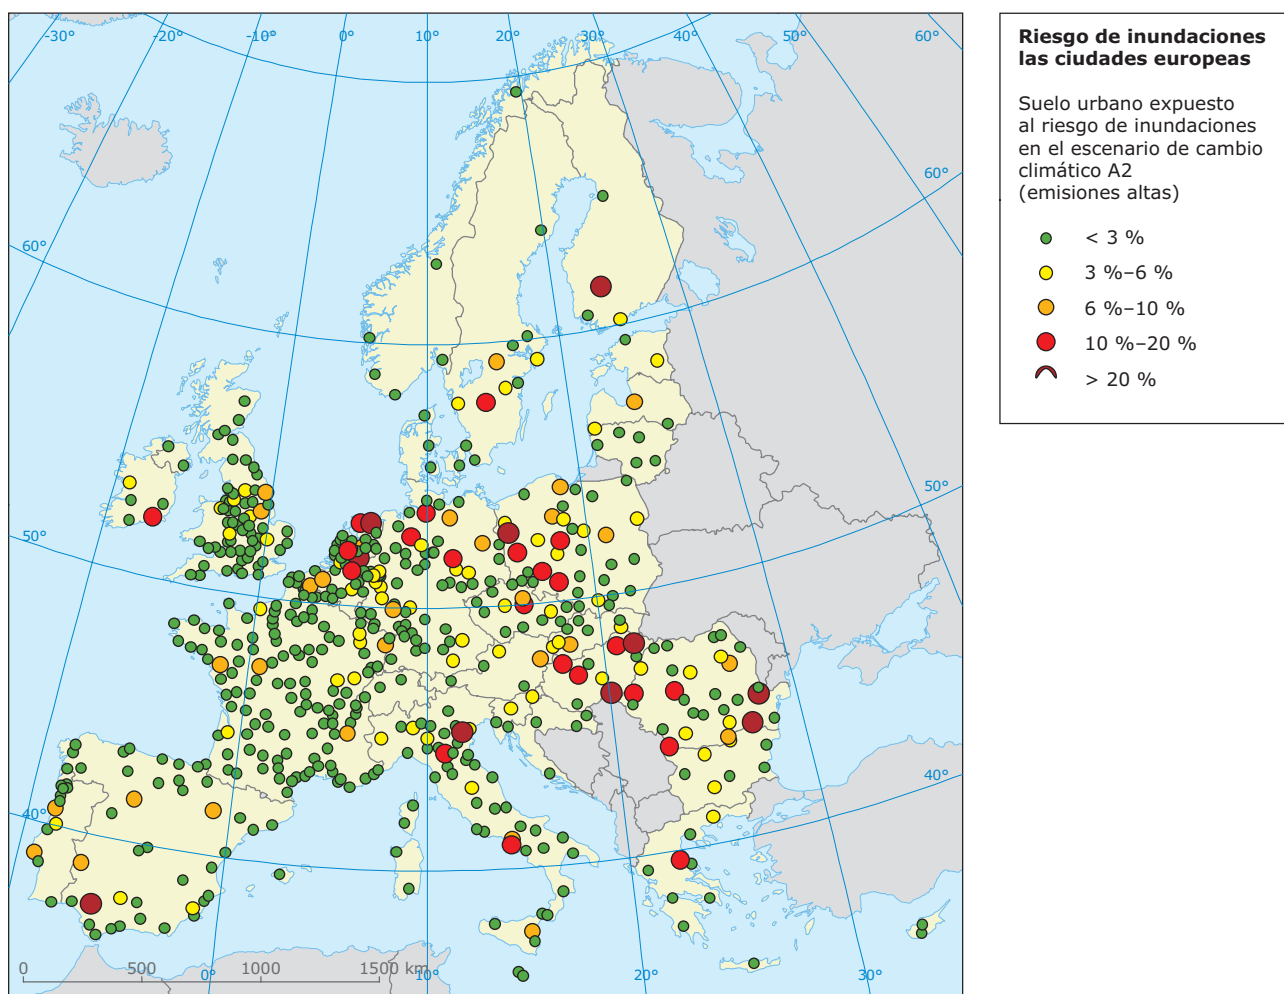 -30°
-20°
-10°
0°
10°
20°
30°
40°
50°
60°
60°
50°
40°
60°
50°
40°
0
500
1000
1500 km
0°
10°
20°
30°
Riesgo de inundaciones
las ciudades europeas
Suelo urbano expuesto
al riesgo de inundaciones
en el escenario de cambio
climático A2
(emisiones altas)
< 3 %
3 %–6 %
6 %–10 %
10 %–20 %
> 20 %